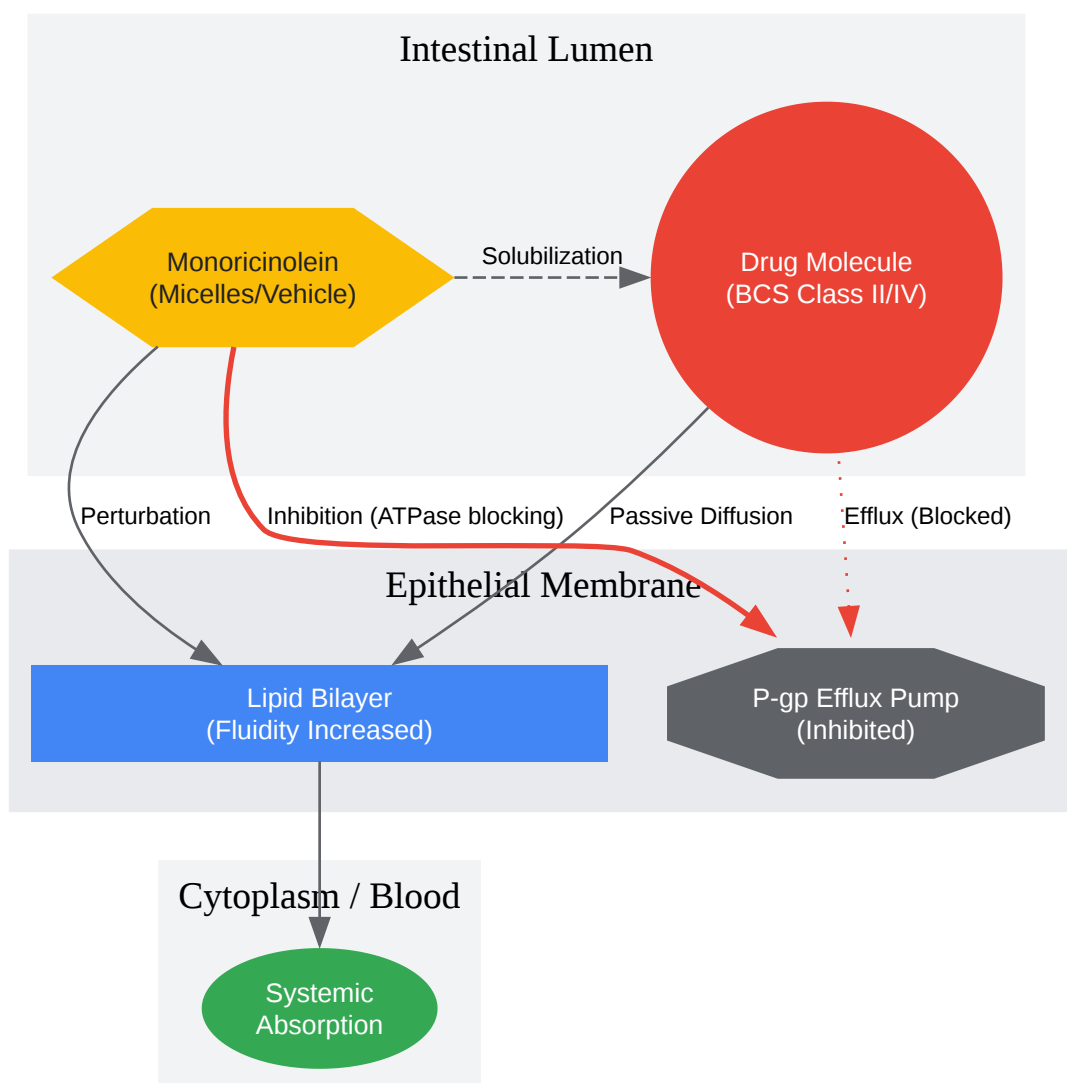 Intestinal Lumen
Monoricinolein
(Micelles/Vehicle)
Solubilization
Drug Molecule
(BCS Class II/IV)
Perturbation
Inhibition (ATPase blocking)
Passive Diffusion
Efflux (Blocked)
Epithelial Membrane
Lipid Bilayer
(Fluidity Increased)
P-gp Efflux Pump
(Inhibited)
Cytoplasm / Blood
Systemic
Absorption